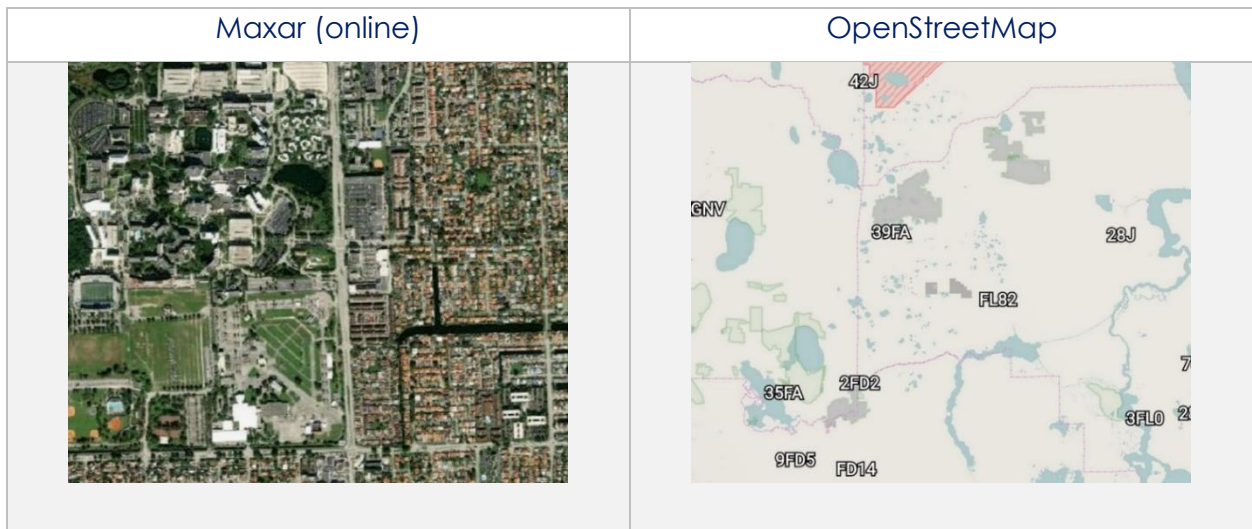 Maxar (online)
OpenStreetMap
42J
GNV
39FA
28J
FL82
2FD2
35FA
3FL0
9FD5
FD14